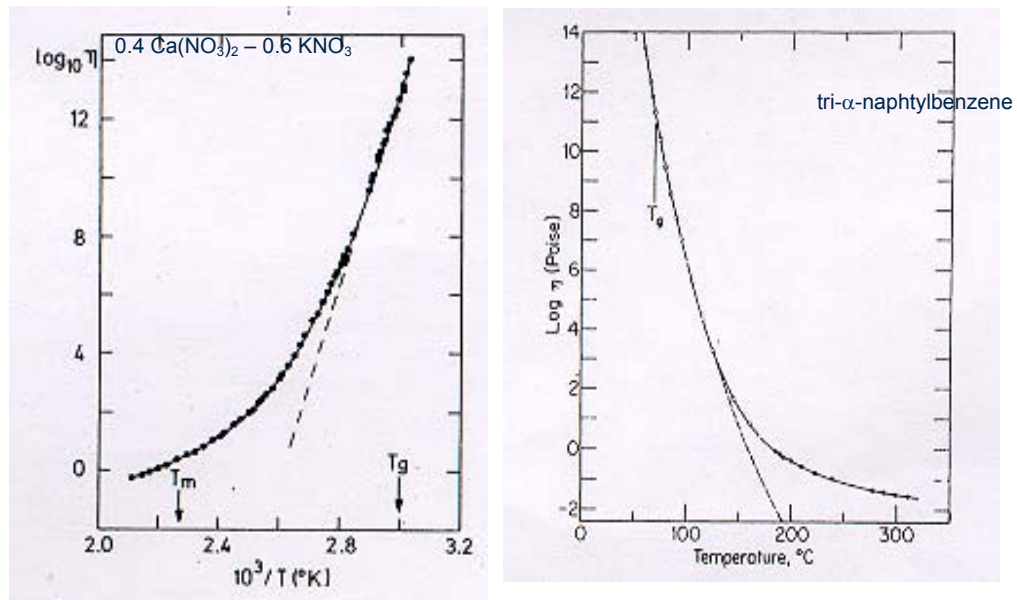 0.4 Ca(NO3)2 – 0.6 KNO3
log10 η
12
8
4
0
Tm
Tg
2.0
2.4
2.8
3.2
10^3/T(°K)
tri-α-naphtylbenzene
14
12
10
8
6
4
2
0
-2
Log η (Poise)
Tg
0
100
200
300
Temperature, °C